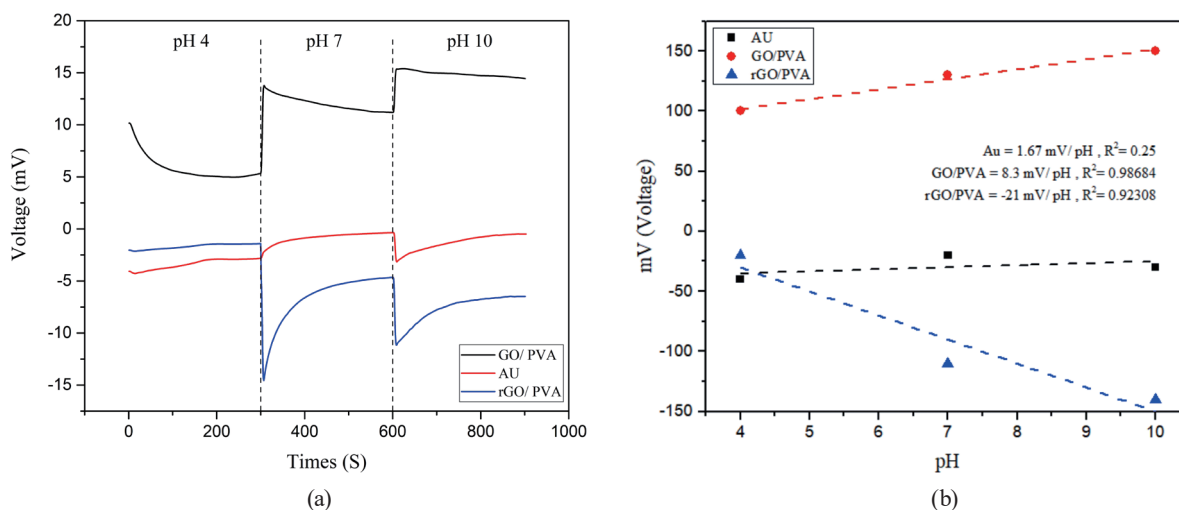 pH 4 pH 7 pH 10
20
15
10
5
0
-5
-10
-15
Voltage (mV)
GO/ PVA
AU
rGO/ PVA
0 200 400 600 800 1000
Times (S)
(a)
AU
GO/PVA
rGO/PVA
150
100
50
0
-50
-100
-150
mV (Voltage)
Au = 1.67 mV/ pH , R²= 0.25
GO/PVA = 8.3 mV/ pH , R²= 0.98684
rGO/PVA = -21 mV/ pH , R²= 0.92308
4 5 6 7 8 9 10
pH
(b)